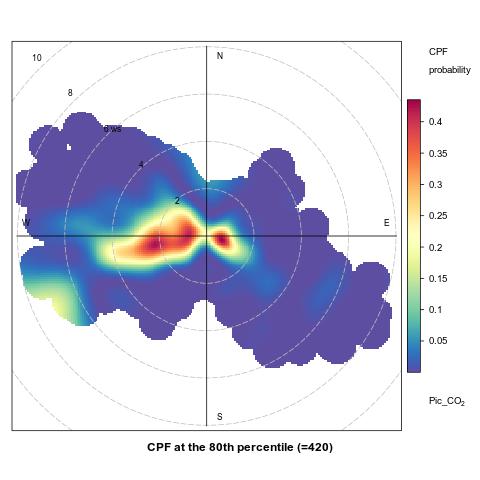 CPF
probability
10
N
8
6 ws
4
2
W
E
S
0.4
0.35
0.3
0.25
0.2
0.15
0.1
0.05
Pic_CO₂
CPF at the 80th percentile (=420)